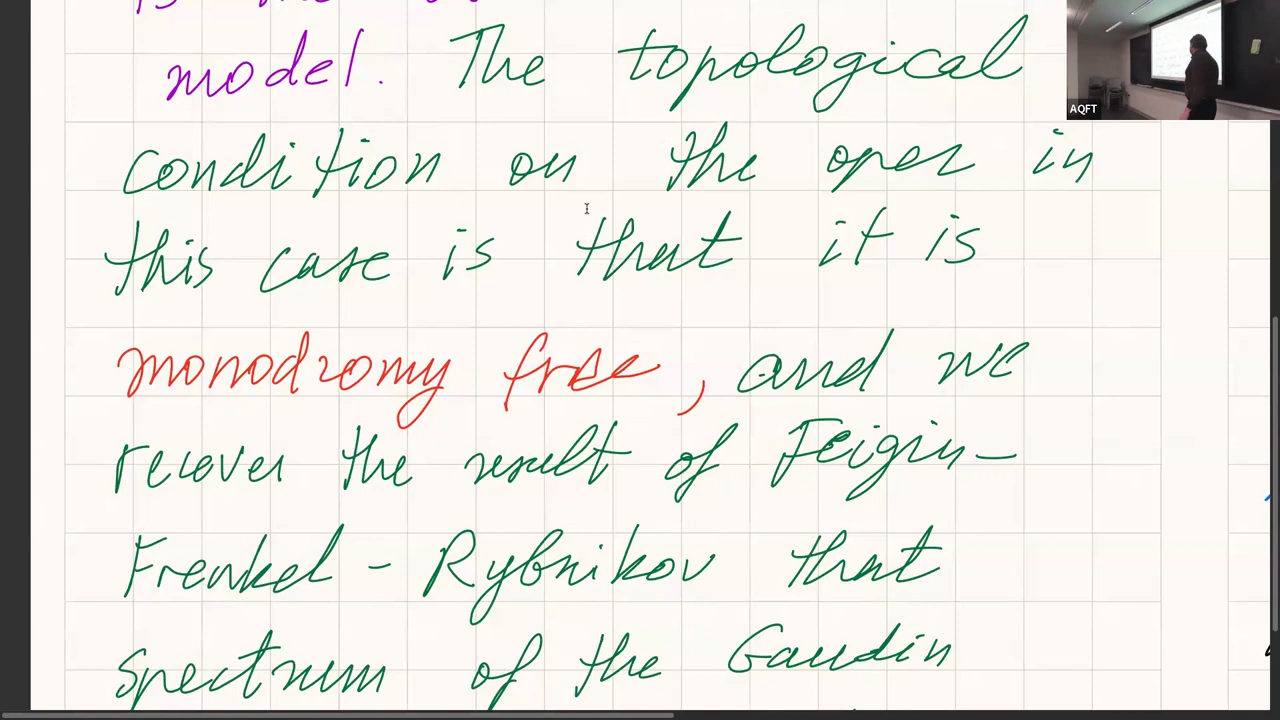 model. The topological
condition on the oper in
this case is that it is
monodromy free, and we
recover the result of Feigin-
Frenkel - Rybnikov that
spectrum of the Gaudin
AQFT